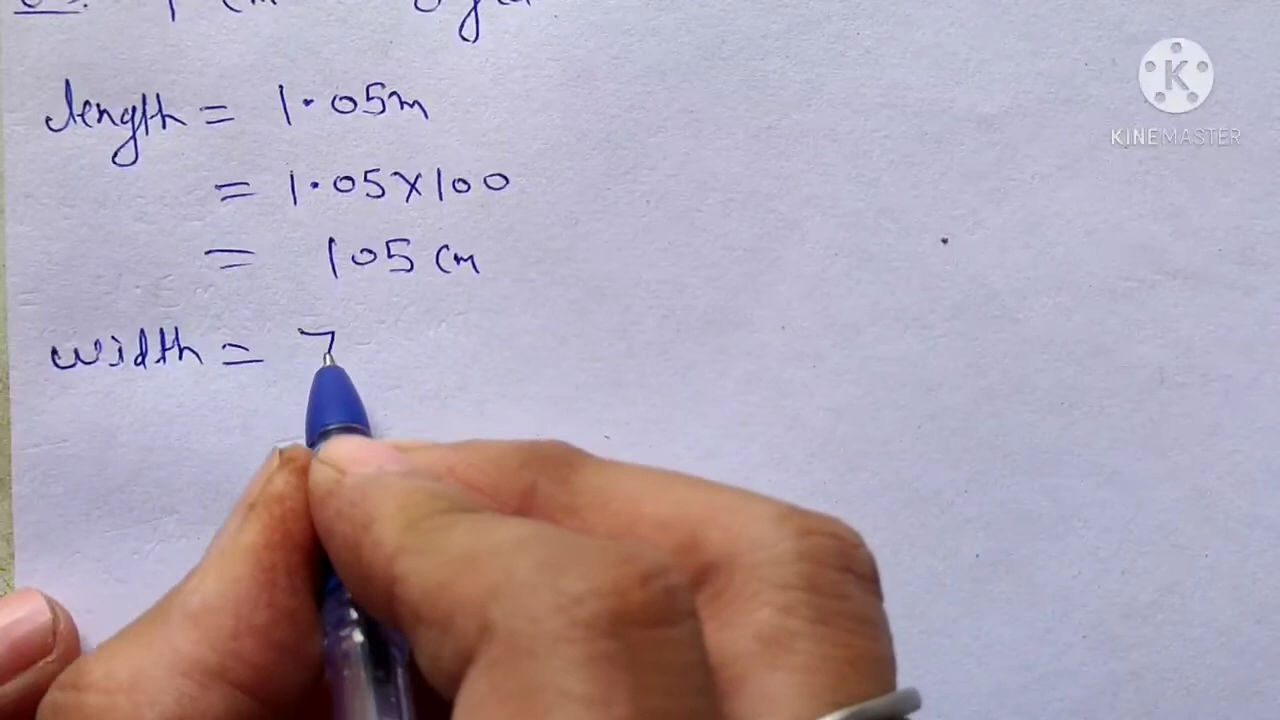 length = 1.05m
= 1.05×100
= 105 cm
width = 7
KINEMASTER